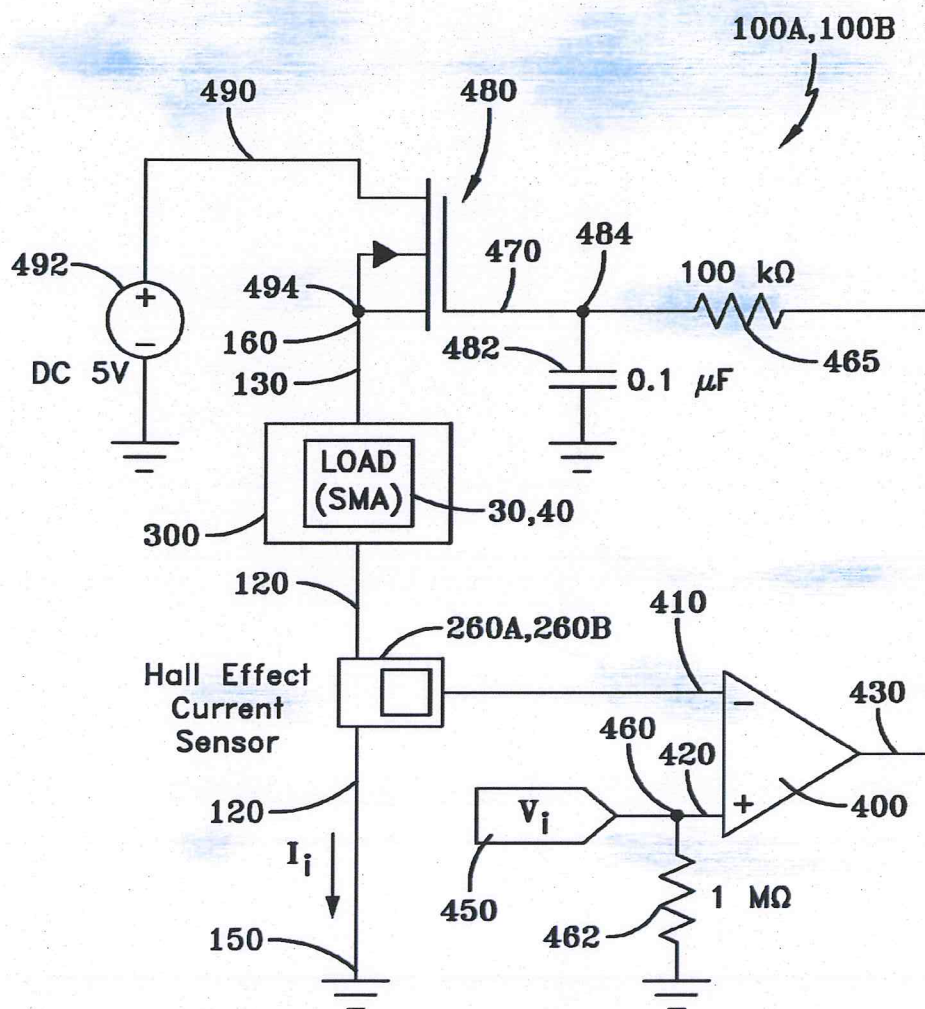 100A,100B
490
480
492
+
−
DC 5V
494
160
130
470
484
100 kΩ
465
482
0.1 µF
LOAD
(SMA)
300
30,40
120
260A,260B
410
Hall Effect
Current
Sensor
−
430
460
420
120
V i
+
400
I i
450
1 MΩ
462
150